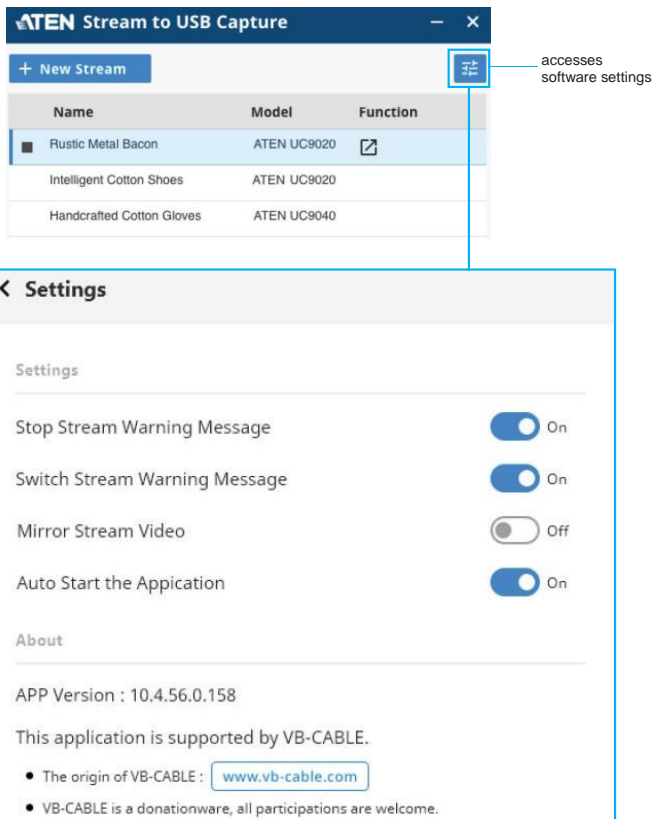 ATEN Stream to USB Capture
+ New Stream
accesses
software settings
Name Model Function
Rustic Metal Bacon ATEN UC9020
Intelligent Cotton Shoes ATEN UC9020
Handcrafted Cotton Gloves ATEN UC9040
Settings
Settings
Stop Stream Warning Message On
Switch Stream Warning Message On
Mirror Stream Video Off
Auto Start the Appication On
About
APP Version : 10.4.56.0.158
This application is supported by VB-CABLE.
• The origin of VB-CABLE : www.vb-cable.com
• VB-CABLE is a donationware, all participations are welcome.